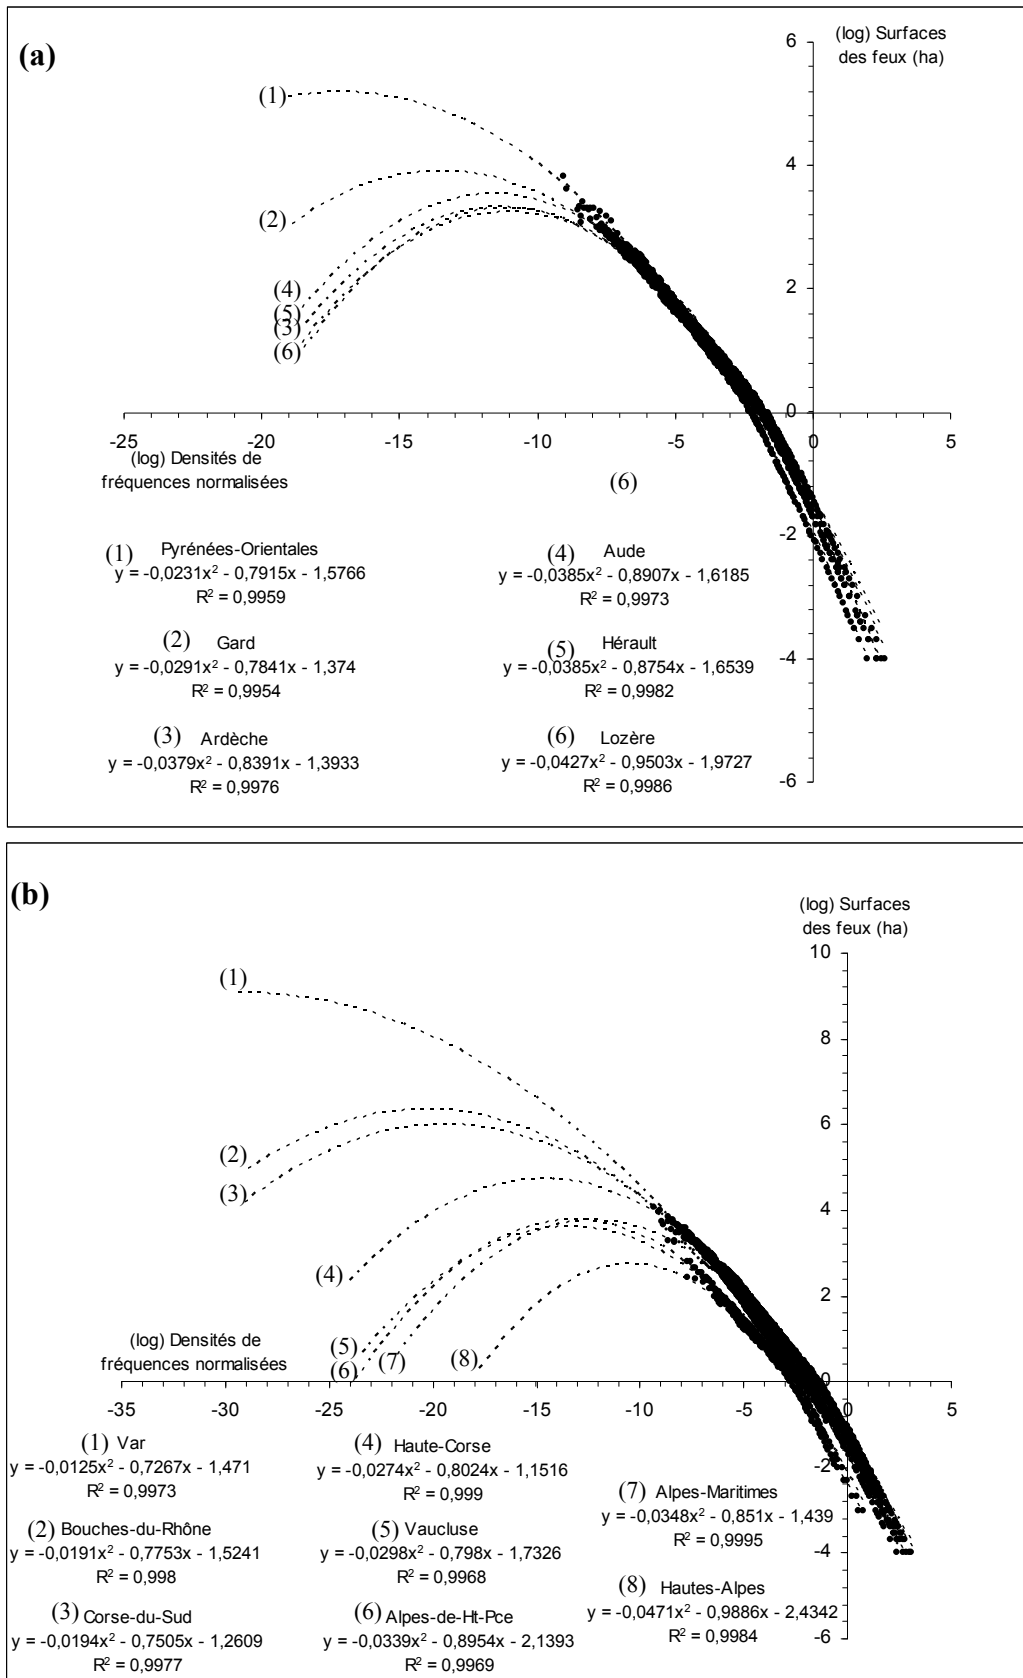 (a)
(log) Surfaces
des feux (ha)
6
4
2
0
-2
-4
-6
(1)
(2)
(4)
(5)
(3)
(6)
-25 -20 -15 -10 -5 0 5
(log) Densités de
fréquences normalisées
(6)
(1) Pyrénées-Orientales
y = -0,0231x² - 0,7915x - 1,5766
R² = 0,9959
(2) Gard
y = -0,0291x² - 0,7841x - 1,374
R² = 0,9954
(3) Ardèche
y = -0,0379x² - 0,8391x - 1,3933
R² = 0,9976
(4) Aude
y = -0,0385x² - 0,8907x - 1,6185
R² = 0,9973
(5) Hérault
y = -0,0385x² - 0,8754x - 1,6539
R² = 0,9982
(6) Lozère
y = -0,0427x² - 0,9503x - 1,9727
R² = 0,9986
(b)
(log) Surfaces
des feux (ha)
10
8
6
4
2
0
-2
-4
-6
(1)
(2)
(3)
(4)
(5)
(6)
(7)
(8)
(log) Densités de
fréquences normalisées
-35 -30 -25 -20 -15 -10 -5 0 5
(1) Var
y = -0,0125x² - 0,7267x - 1,471
R² = 0,9973
(2) Bouches-du-Rhône
y = -0,0191x² - 0,7753x - 1,5241
R² = 0,998
(3) Corse-du-Sud
y = -0,0194x² - 0,7505x - 1,2609
R² = 0,9977
(4) Haute-Corse
y = -0,0274x² - 0,8024x - 1,1516
R² = 0,999
(5) Vaucluse
y = -0,0298x² - 0,798x - 1,7326
R² = 0,9968
(6) Alpes-de-Ht-Pce
y = -0,0339x² - 0,8954x - 2,1393
R² = 0,9969
(7) Alpes-Maritimes
y = -0,0348x² - 0,851x - 1,439
R² = 0,9995
(8) Hautes-Alpes
y = -0,0471x² - 0,9886x - 2,4342
R² = 0,9984